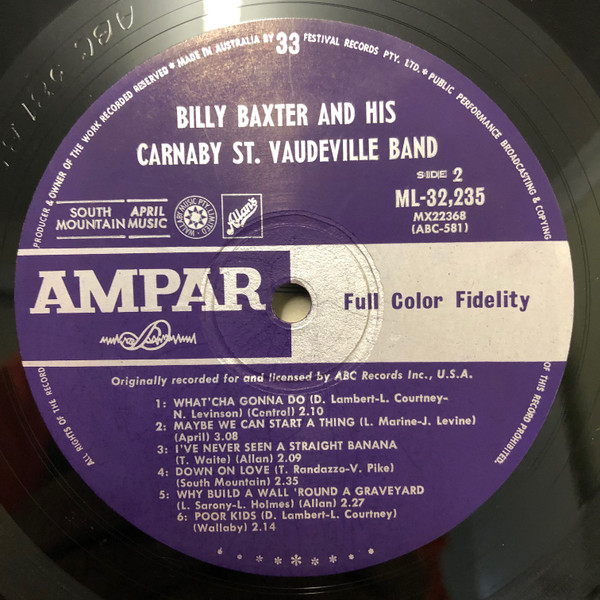 PRODUCER & OWNER OF THE WORK RECORDED RESERVED * MADE IN AUSTRALIA BY 33 FESTIVAL RECORDS PTY. LTD. * PUBLIC PERFORMANCE BROADCASTING & COPYING
BILLY BAXTER AND HIS
CARNABY ST. VAUDEVILLE BAND
SIDE 2
ML-32,235
MX22368
(ABC-581)
SOUTH MOUNTAIN
APRIL MUSIC
WALLABY MUSIC PTY. LIMITED
Allan's
AMPAR
Full Color Fidelity
Originally recorded for and licensed by ABC Records Inc., U.S.A.
1: WHAT'CHA GONNA DO (D. Lambert-L. Courtney-
N. Levinson) (Control) 2.10
2: MAYBE WE CAN START A THING (L. Marine-J. Levine)
(April) 3.08
3: I'VE NEVER SEEN A STRAIGHT BANANA
(T. Waite) (Allan) 2.09
4: DOWN ON LOVE (T. Randazzo-V. Pike)
(South Mountain) 2.35
5: WHY BUILD A WALL 'ROUND A GRAVEYARD
(L. Sarony-L. Holmes) (Allan) 2.27
6: POOR KIDS (D. Lambert-L. Courtney)
(Wallaby) 2.14
ALL RIGHTS OF THE RECORD
OF THIS RECORD PROHIBITED.
ABC 581